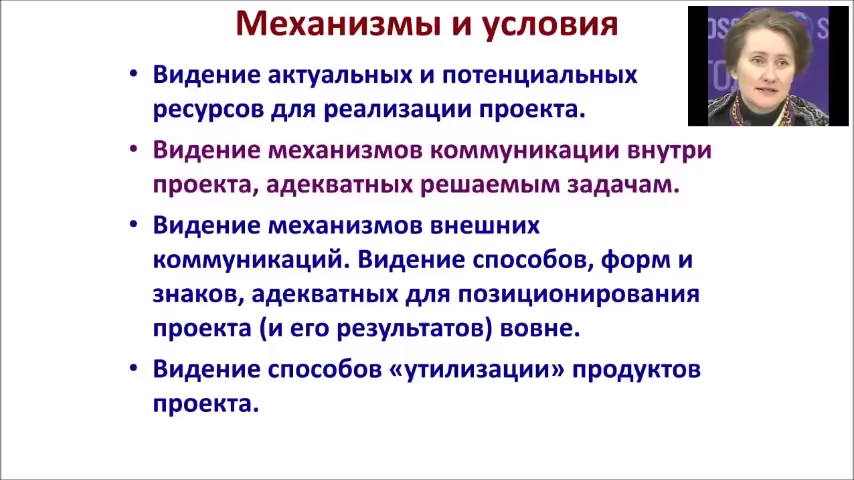 Механизмы и условия
• Видение актуальных и потенциальных
ресурсов для реализации проекта.
• Видение механизмов коммуникации внутри
проекта, адекватных решаемым задачам.
• Видение механизмов внешних
коммуникаций. Видение способов, форм и
знаков, адекватных для позиционирования
проекта (и его результатов) вовне.
• Видение способов «утилизации» продуктов
проекта.